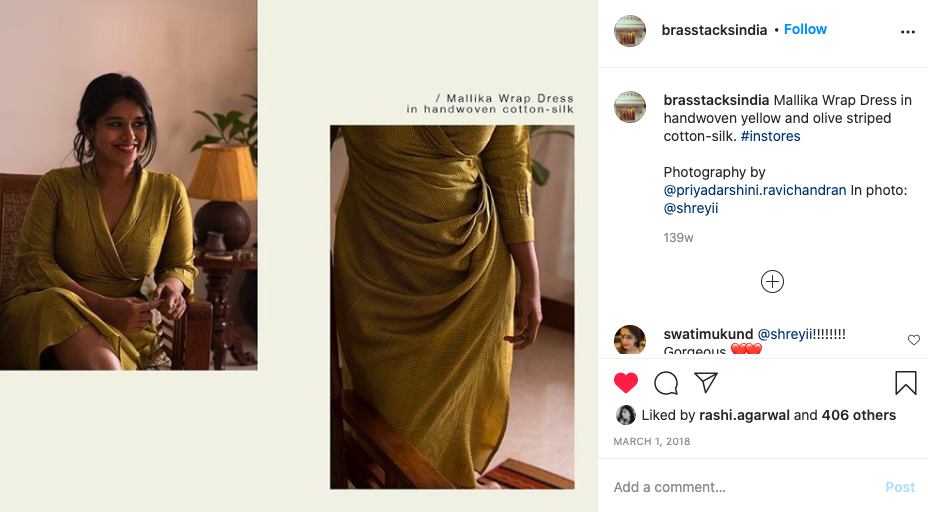 / Mallika Wrap Dress
in handwoven cotton-silk
brasstacksindia • Follow
brasstacksindia Mallika Wrap Dress in
handwoven yellow and olive striped
cotton-silk. #instores
Photography by
@priyadarshini.ravichandran In photo:
@shreyii
139w
swatimukund @shreyii!!!!!!!!
Gorgeous ❤️❤️
Liked by rashi.agarwal and 406 others
MARCH 1, 2018
Add a comment...
Post